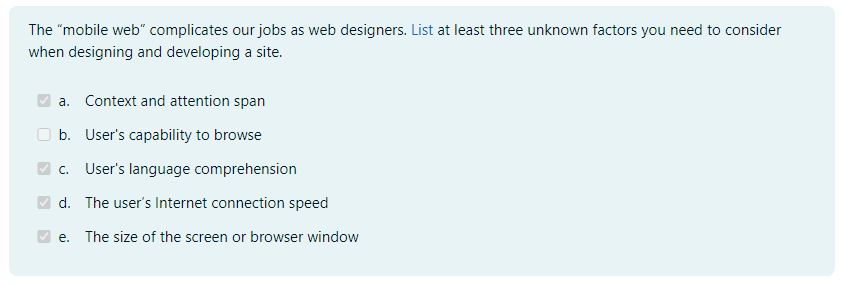 The “mobile web” complicates our jobs as web designers. List at least three unknown factors you need to consider
when designing and developing a site.
a. Context and attention span
b. User's capability to browse
c. User's language comprehension
d. The user’s Internet connection speed
e. The size of the screen or browser window